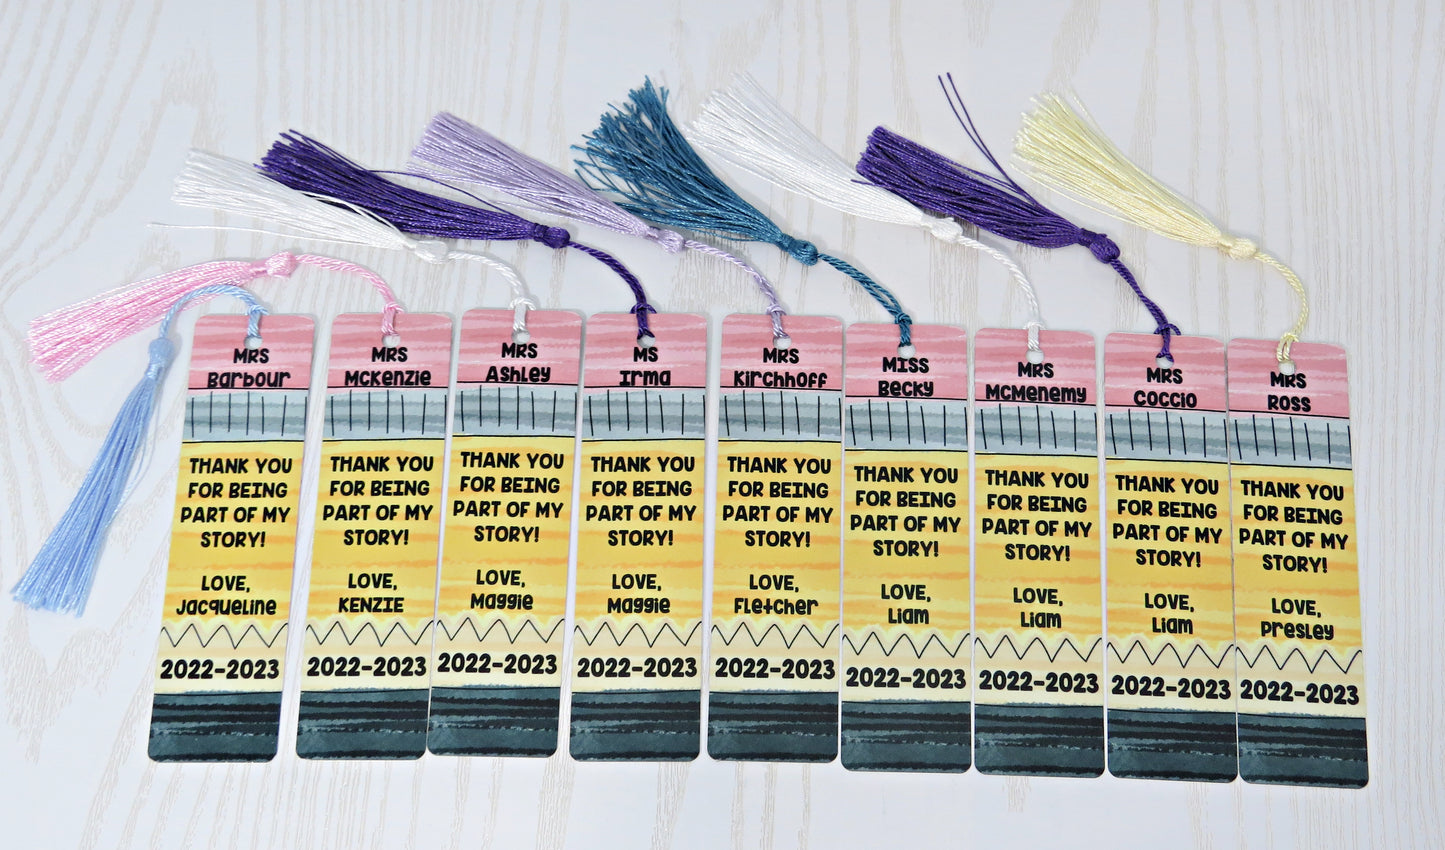 MRS
Barbour
THANK YOU
FOR BEING
PART OF MY
STORY!
LOVE,
Jacqueline
2022-2023
MRS
McKenzie
THANK YOU
FOR BEING
PART OF MY
STORY!
LOVE,
KENZIE
2022-2023
MRS
Ashley
THANK YOU
FOR BEING
PART OF MY
STORY!
LOVE,
Maggie
2022-2023
MS
Irma
THANK YOU
FOR BEING
PART OF MY
STORY!
LOVE,
Maggie
2022-2023
MRS
Kirchhoff
THANK YOU
FOR BEING
PART OF MY
STORY!
LOVE,
Fletcher
2022-2023
MISS
Becky
THANK YOU
FOR BEING
PART OF MY
STORY!
LOVE,
Liam
2022-2023
MRS
McMenemy
THANK YOU
FOR BEING
PART OF MY
STORY!
LOVE,
Liam
2022-2023
MRS
COCCIO
THANK YOU
FOR BEING
PART OF MY
STORY!
LOVE,
Liam
2022-2023
MRS
ROSS
THANK YOU
FOR BEING
PART OF MY
STORY!
LOVE,
Presley
2022-2023